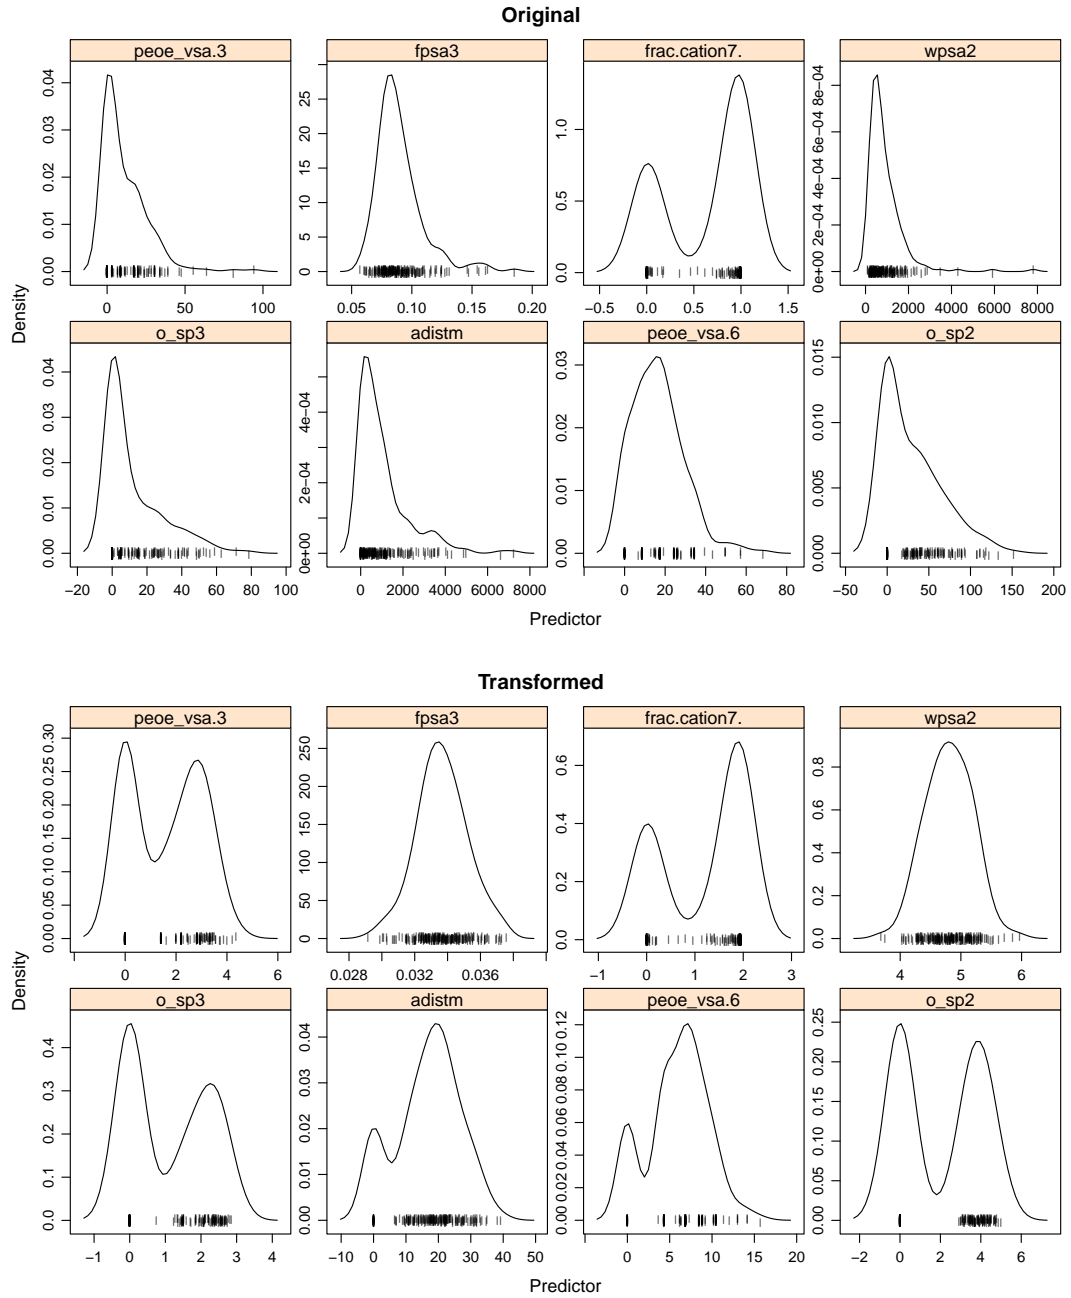 Original
peoe_vsa.3 fpsa3 frac.cation7. wpsa2
0.00 0.01 0.02 0.03 0.04
0 5 10 15 20 25
0.0 0.5 1.0
0e+00 2e−04 4e−04 6e−04 8e−04
0 50 100
0.05 0.10 0.15 0.20
−0.5 0.0 0.5 1.0 1.5
0 2000 4000 6000 8000
Density
o_sp3 adistm peoe_vsa.6 o_sp2
0.00 0.01 0.02 0.03 0.04
0e+00 2e−04 4e−04
0.00 0.01 0.02 0.03
0.000 0.005 0.010 0.015
−20 0 20 40 60 80 100
0 2000 4000 6000 8000
0 20 40 60 80
−50 0 50 100 150 200
Predictor
Transformed
peoe_vsa.3 fpsa3 frac.cation7. wpsa2
0.00 0.05 0.10 0.15 0.20 0.25 0.30
0 50 100 150 200 250
0.0 0.2 0.4 0.6
0.0 0.2 0.4 0.6 0.8
0 2 4 6
0.028 0.032 0.036
−1 0 1 2 3
4 5 6
Density
o_sp3 adistm peoe_vsa.6 o_sp2
0.0 0.1 0.2 0.3 0.4
0.00 0.01 0.02 0.03 0.04
0.00 0.02 0.04 0.06 0.08 0.10 0.12
0.00 0.05 0.10 0.15 0.20 0.25
−1 0 1 2 3 4
−10 0 10 20 30 40 50
0 5 10 15 20
−2 0 2 4 6
Predictor